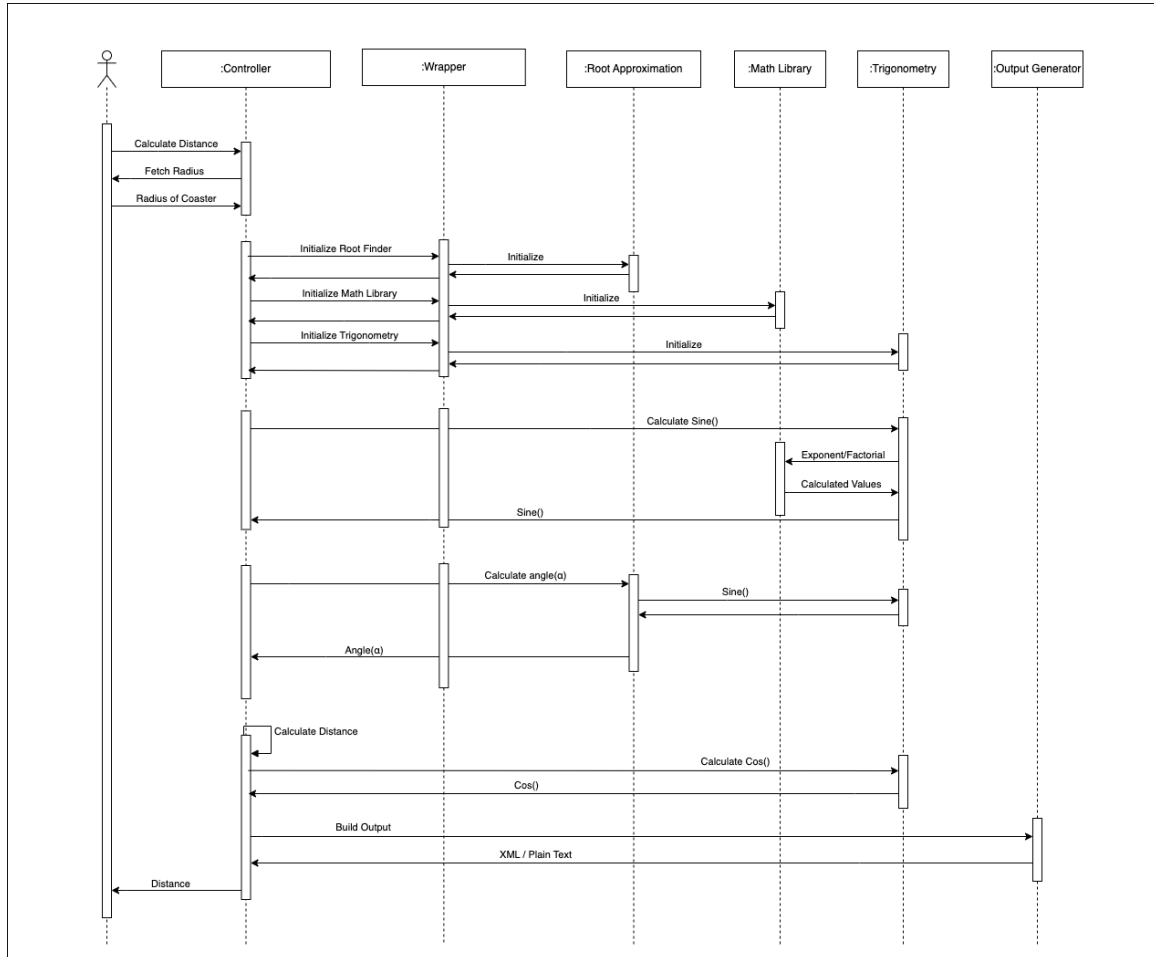 :Controller
:Wrapper
:Root Approximation
:Math Library
:Trigonometry
:Output Generator
Calculate Distance
Fetch Radius
Radius of Coaster
Initialize Root Finder
Initialize
Initialize Math Library
Initialize
Initialize Trigonometry
Initialize
Calculate Sine()
Exponent/Factorial
Calculated Values
Sine()
Calculate angle(α)
Sine()
Angle(α)
Calculate Distance
Calculate Cos()
Cos()
Build Output
XML / Plain Text
Distance